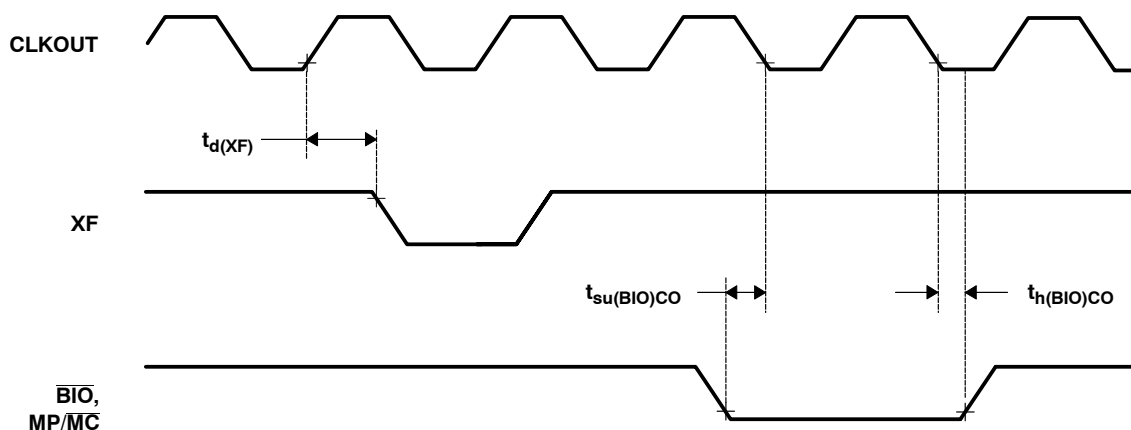 CLKOUT
td(XF)
XF
tsu(BIO)CO
th(BIO)CO
BIO,
MP/MC